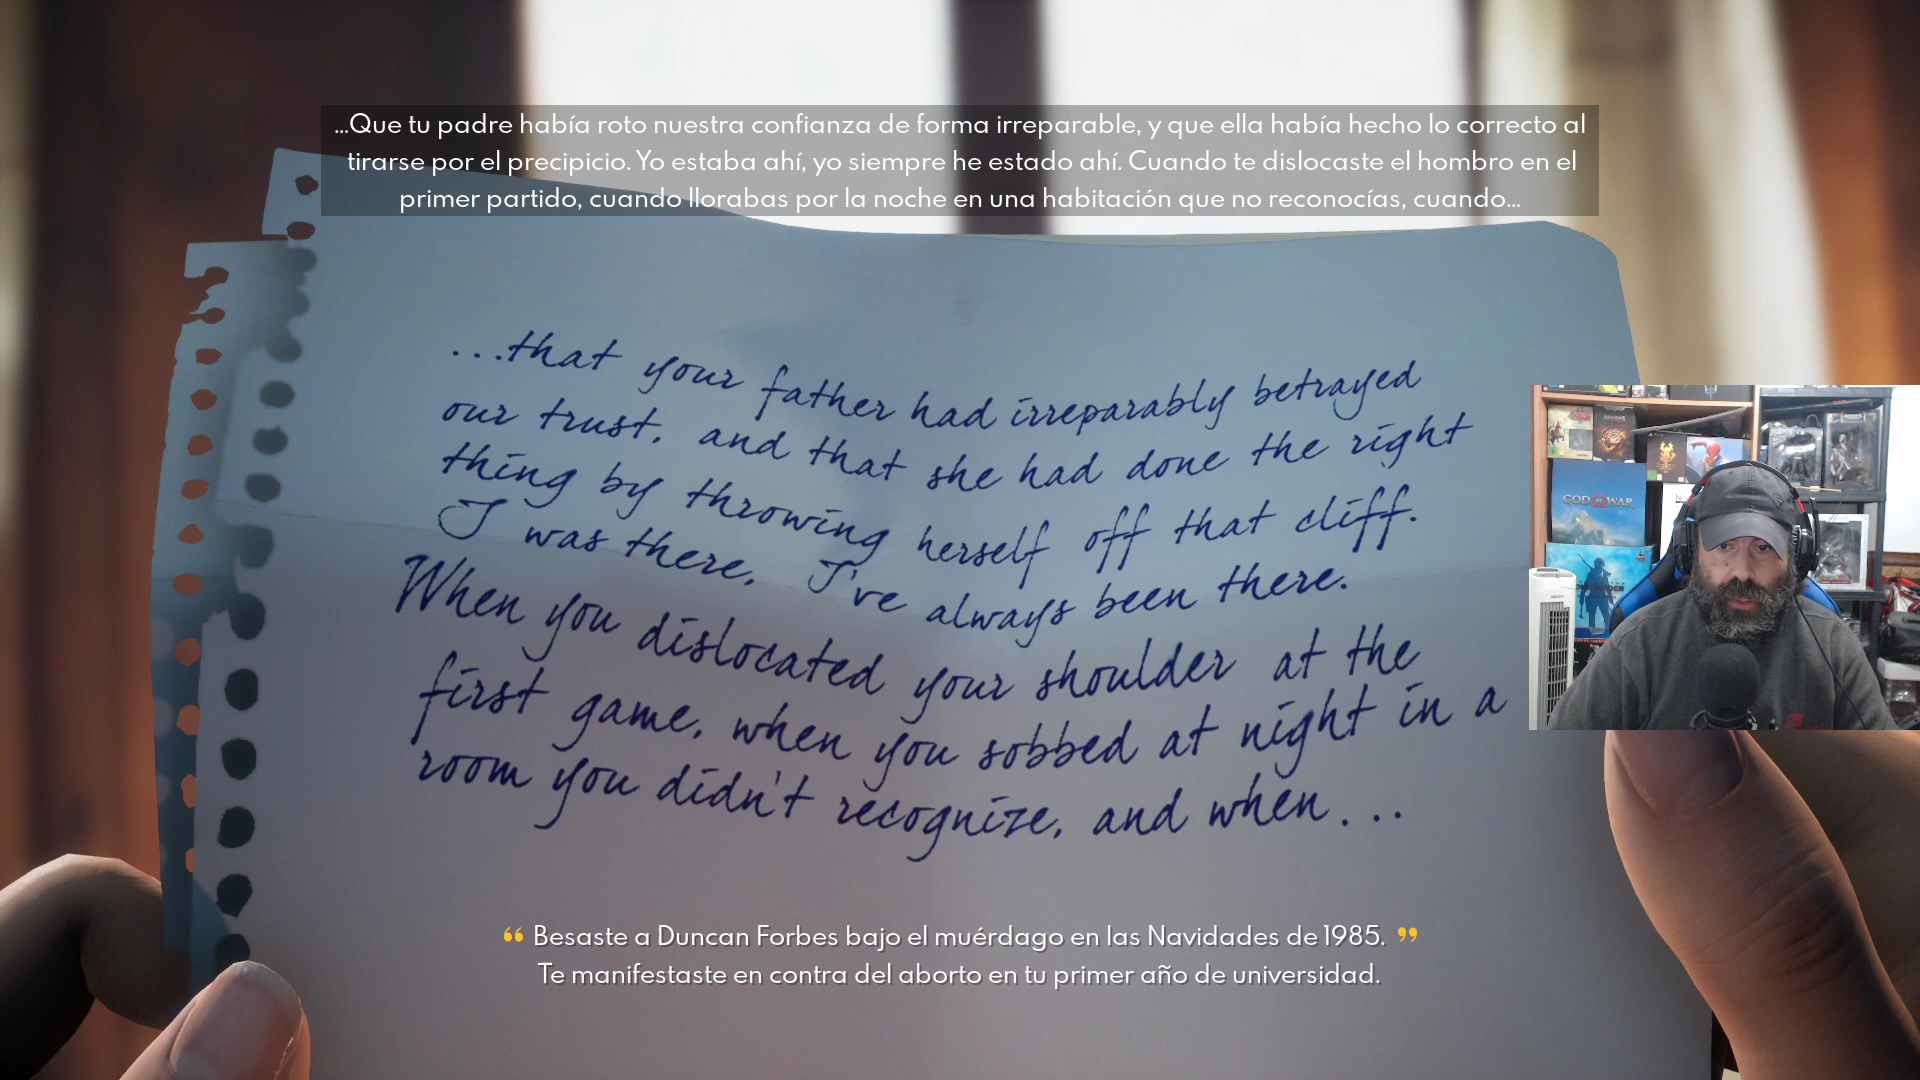 ...Que tu padre había roto nuestra confianza de forma irreparable, y que ella había hecho lo correcto al
tirarse por el precipicio. Yo estaba ahí, yo siempre he estado ahí. Cuando te dislocaste el hombro en el
primer partido, cuando llorabas por la noche en una habitación que no reconocías, cuando...
...that your father had irreparably betrayed
our trust, and that she had done the right
thing by throwing herself off that cliff.
I was there, I've always been there.
When you dislocated your shoulder at the
first game, when you sobbed at night in a
room you didn't recognize, and when...
GOD OF WAR
“ Besaste a Duncan Forbes bajo el muérdago en las Navidades de 1985. ”
Te manifestaste en contra del aborto en tu primer año de universidad.